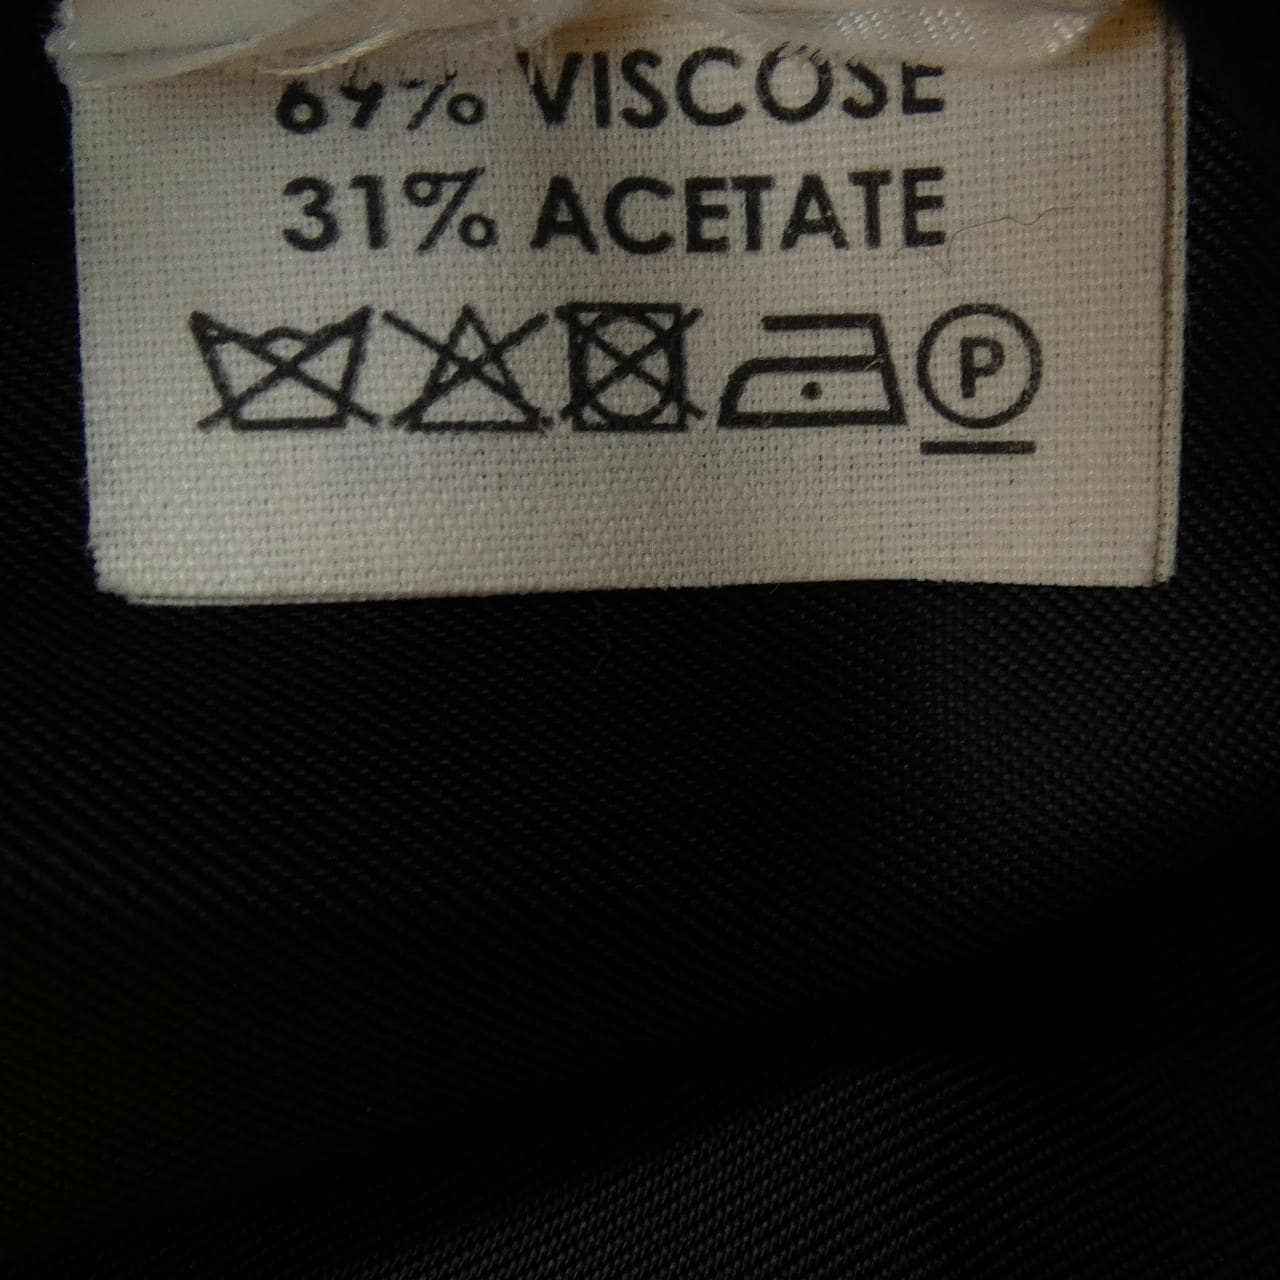 69% VISCOSE
31% ACETATE
P